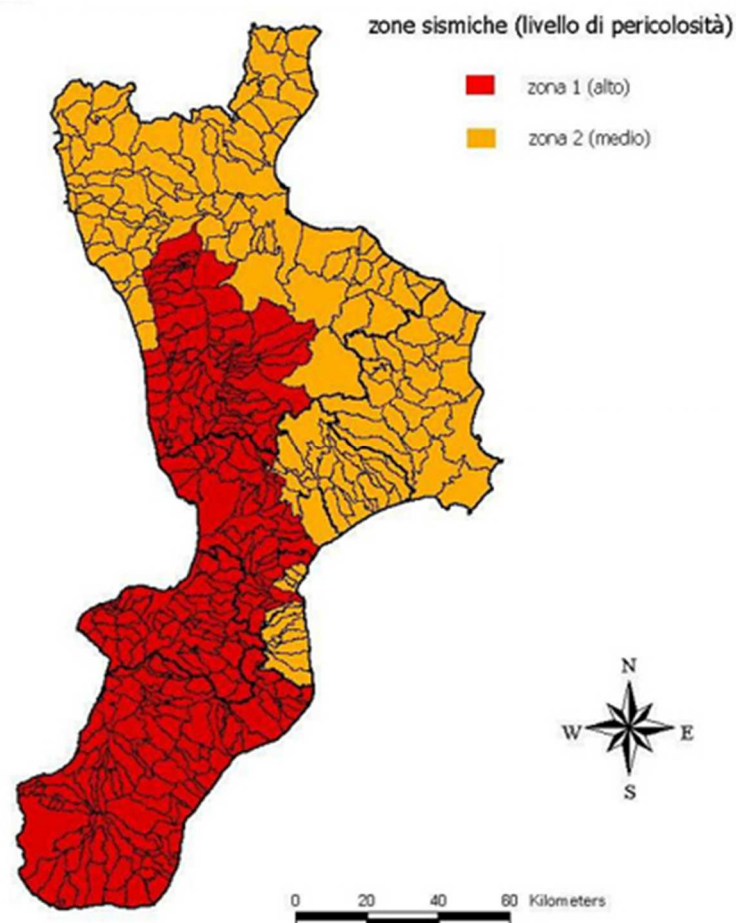 zone sismiche (livello di pericolosità)
zona 1 (alto)
zona 2 (medio)
N
W E
S
0 20 40 60 Kilometers